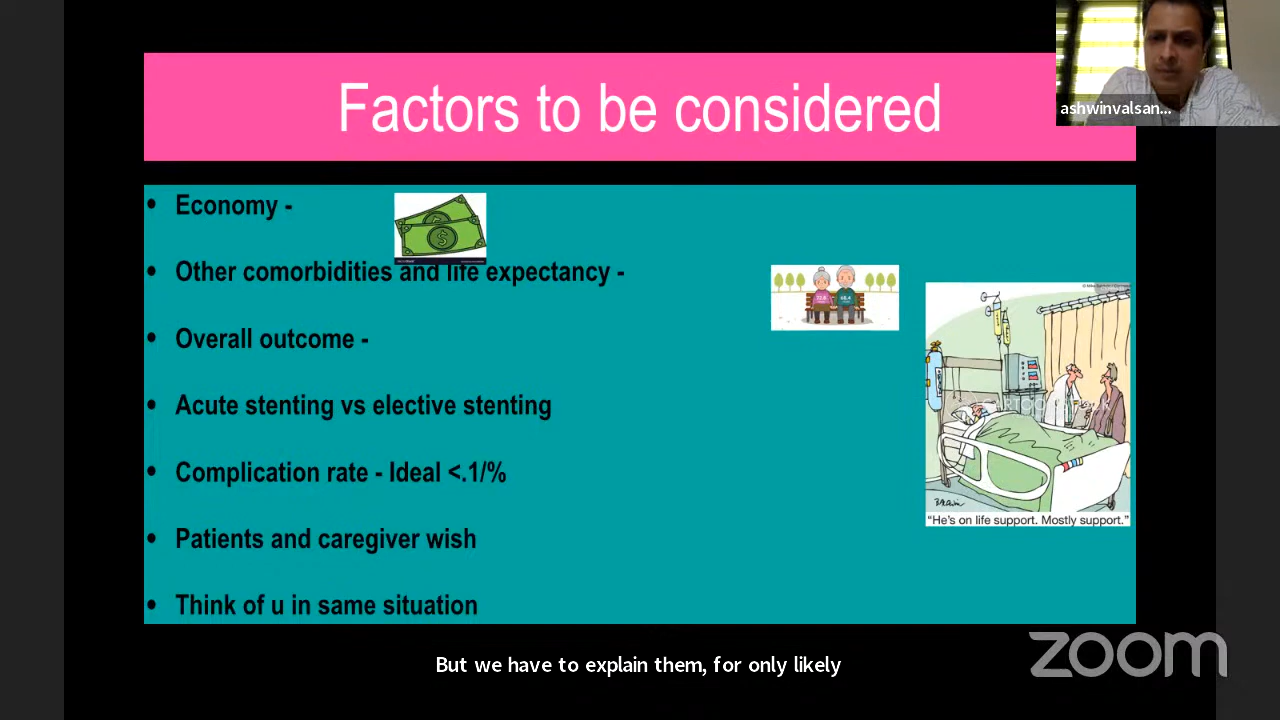 Factors to be considered
ashwinvalsan...
• Economy -
• Other comorbidities and life expectancy -
• Overall outcome -
• Acute stenting vs elective stenting
• Complication rate - Ideal <.1/%
• Patients and caregiver wish
• Think of u in same situation
"He's on life support. Mostly support."
But we have to explain them, for only likely
zoom